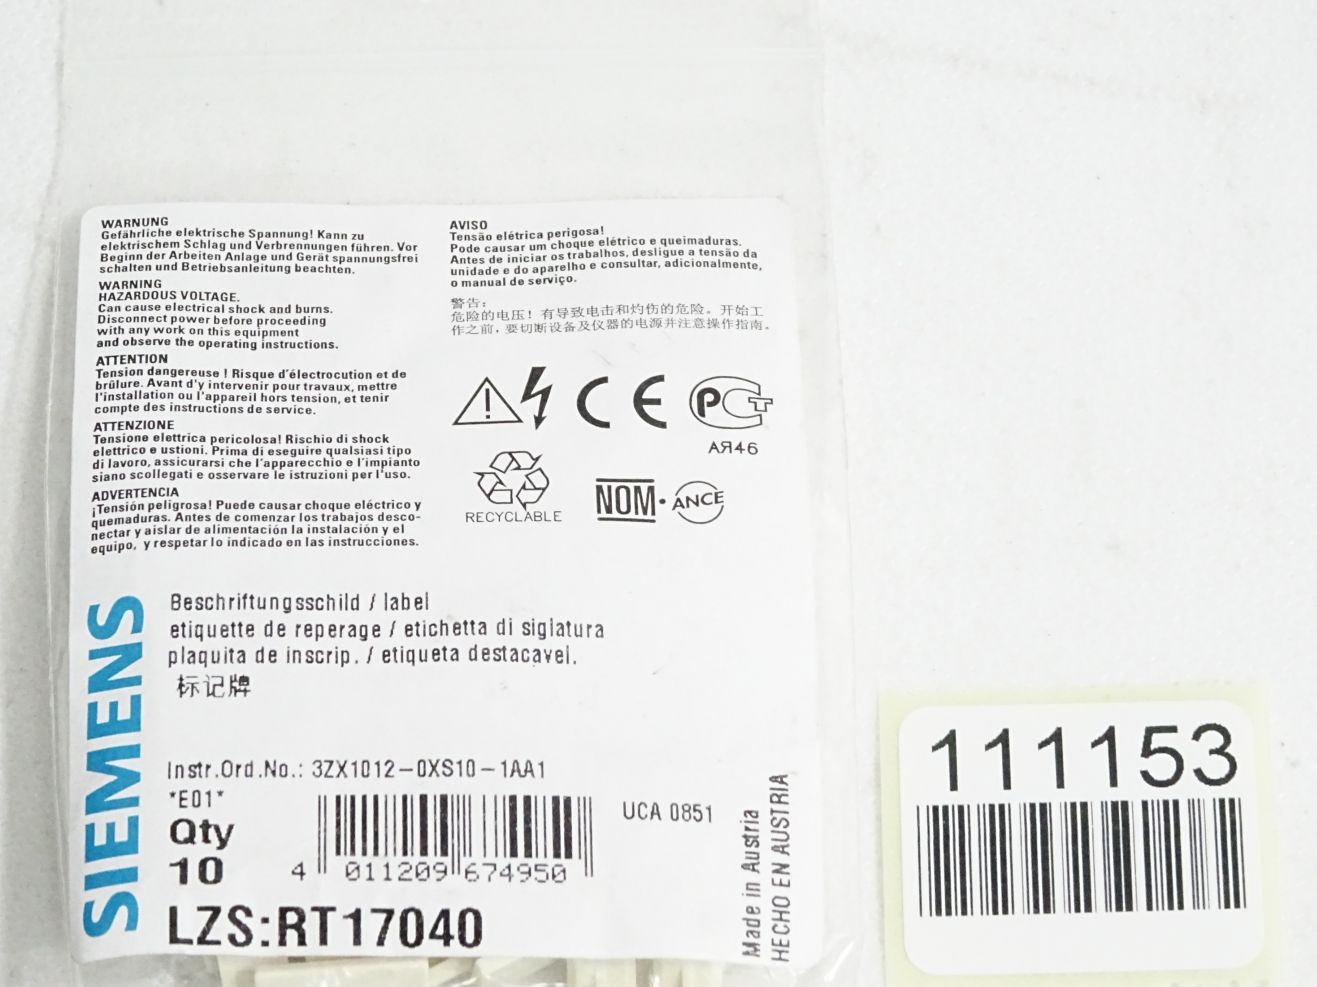 WARNUNG
Gefährliche elektrische Spannung! Kann zu
elektrischem Schlag und Verbrennungen führen. Vor
Beginn der Arbeiten Anlage und Gerät spannungsfrei
schalten und Betriebsanleitung beachten.
WARNING
HAZARDOUS VOLTAGE.
Can cause electrical shock and burns.
Disconnect power before proceeding
with any work on this equipment
and observe the operating instructions.
ATTENTION
Tension dangereuse ! Risque d'électrocution et de
brûlure. Avant d'y intervenir pour travaux, mettre
l'installation ou l'appareil hors tension, et tenir
compte des instructions de service.
ATTENZIONE
Tensione elettrica pericolosa! Rischio di shock
elettrico e ustioni. Prima di eseguire qualsiasi tipo
di lavoro, assicurarsi che l'apparecchio e l'impianto
siano scollegati e osservare le istruzioni per l'uso.
ADVERTENCIA
¡Tensión peligrosa! Puede causar choque eléctrico y
quemaduras. Antes de comenzar los trabajos desco-
nectar y aislar de alimentación la instalación y el
equipo, y respetar lo indicado en las instrucciones.
AVISO
Tensão elétrica perigosa!
Pode causar um choque elétrico e queimaduras.
Antes de iniciar os trabalhos, desligue a tensão da
unidade e do aparelho e consultar, adicionalmente,
o manual de serviço.
警告:
危险的电压! 有导致电击和灼伤的危险。开始工
作之前, 要切断设备及仪器的电源并注意操作指南。
CE
РСТ
АЯ46
RECYCLABLE
NOM·ANCE
SIEMENS
Beschriftungsschild / label
etiquette de reperage / etichetta di siglatura
plaquita de inscrip. / etiqueta destacavel.
标记牌
Instr.Ord.No.: 3ZX1012-0XS10-1AA1
*E01*
Qty
10
4 011209 674950
UCA 0851
LZS:RT17040
Made in Austria
HECHO EN AUSTRIA
111153